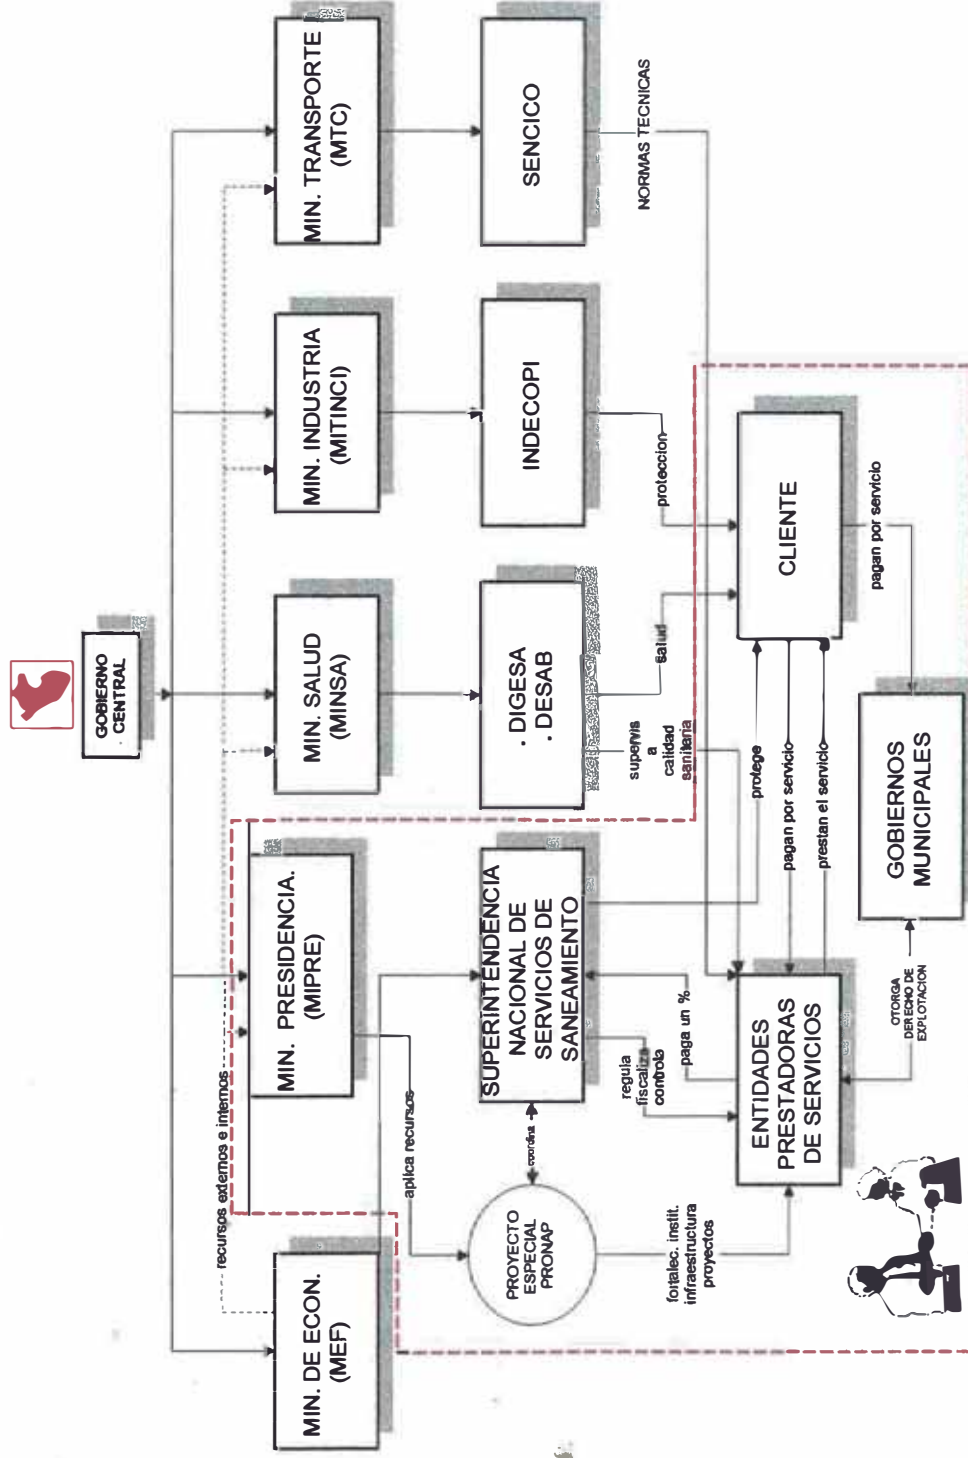 GOBIERNO
CENTRAL
MIN. DE ECON.
(MEF)
MIN. PRESIDENCIA.
(MIPRE)
MIN. SALUD
(MINSA)
MIN. INDUSTRIA
(MITINCI)
MIN. TRANSPORTE
(MTC)
recursos externos e internos
aplica recursos
PROYECTO
ESPECIAL
PRONAP
coordina
SUPERINTENDENCIA
NACIONAL DE
SERVICIOS DE
SANEAMIENTO
. DIGESA
. DESAB
INDECOPI
SENCICO
fortalec. instit.
infraestructura
proyectos
regula
fiscaliza
controla
paga un %
supervis
a
calidad
sanitaria
salud
proteccion
NORMAS TECNICAS
protege
pagan por servicio
prestan el servicio
ENTIDADES
PRESTADORAS
DE SERVICIOS
CLIENTE
pagan por servicio
OTORGA
DERECHO DE
EXPLOTACION
GOBIERNOS
MUNICIPALES